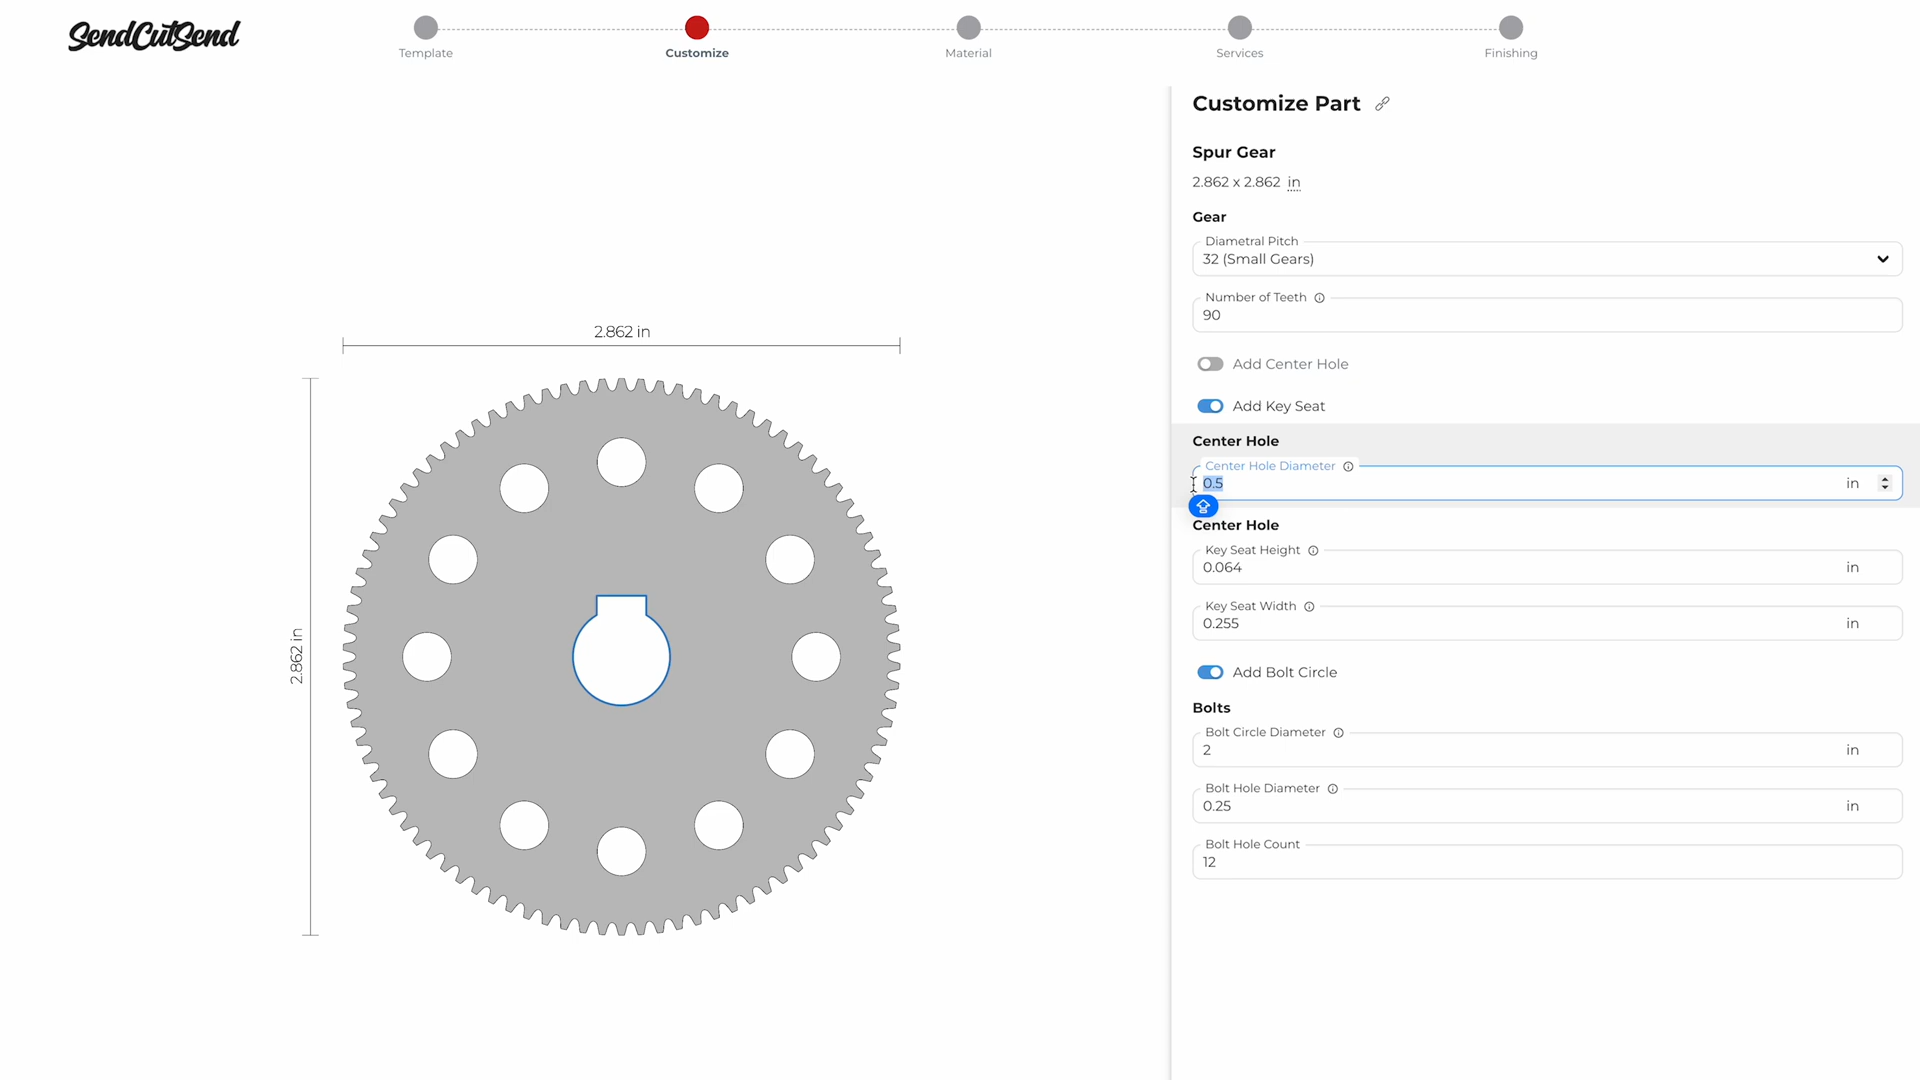 SendCutSend
Template
Customize
Material
Services
Finishing
Customize Part
Spur Gear
2.862 x 2.862 in
Gear
Diametral Pitch
32 (Small Gears)
Number of Teeth
90
Add Center Hole
Add Key Seat
Center Hole
Center Hole Diameter
0.5 in
Center Hole
Key Seat Height
0.064 in
Key Seat Width
0.255 in
Add Bolt Circle
Bolts
Bolt Circle Diameter
2 in
Bolt Hole Diameter
0.25 in
Bolt Hole Count
12
2.862 in
2.862 in